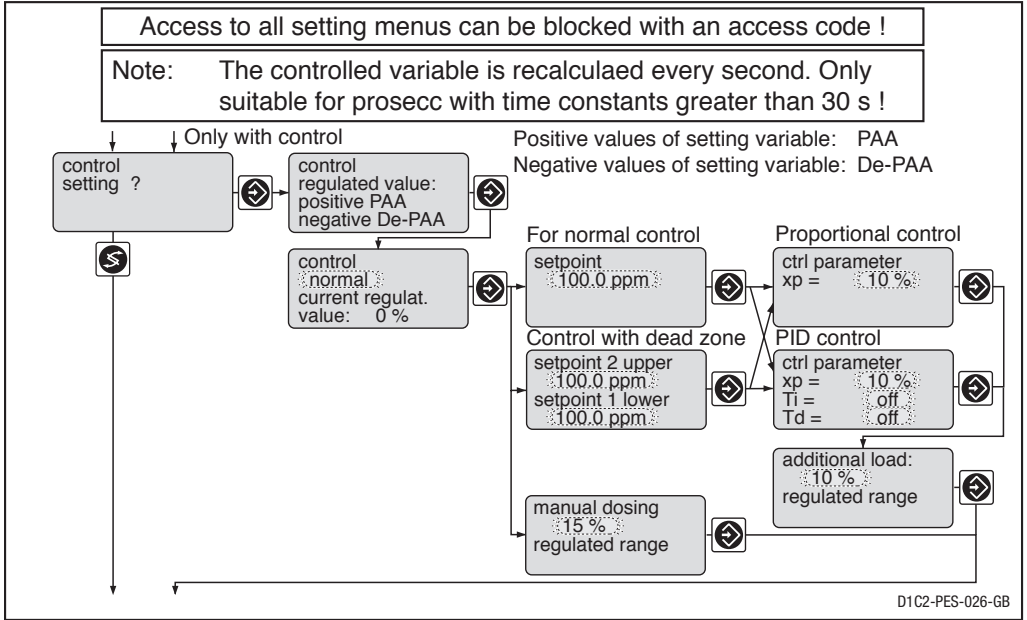 Access to all setting menus can be blocked with an access code !
Note: The controlled variable is recalculaed every second. Only
suitable for prosecc with time constants greater than 30 s !
Only with control
Positive values of setting variable: PAA
Negative values of setting variable: De-PAA
control
setting ?
control
regulated value:
positive PAA
negative De-PAA
control
normal
current regulat.
value: 0 %
For normal control
setpoint
100.0 ppm
Control with dead zone
setpoint 2 upper
100.0 ppm
setpoint 1 lower
100.0 ppm
manual dosing
15 %
regulated range
Proportional control
ctrl parameter
xp = 10 %
PID control
ctrl parameter
xp = 10 %
Ti = off
Td = off
additional load:
10 %
regulated range
D1C2-PES-026-GB